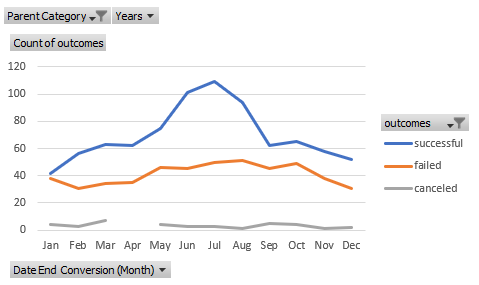 Parent Category Years
Count of outcomes
120
100
80
60
40
20
0
Jan Feb Mar Apr May Jun Jul Aug Sep Oct Nov Dec
outcomes
successful
failed
canceled
Date End Conversion (Month)